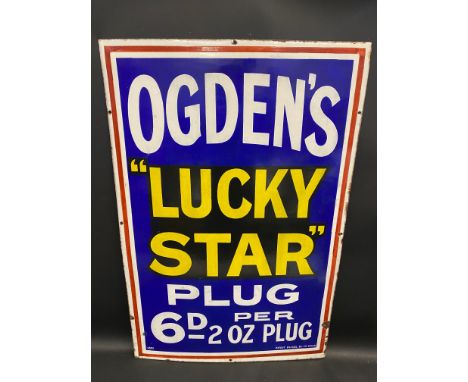 OGDEN'S
"LUCKY
STAR"
PLUG
6D PER
2 OZ PLUG